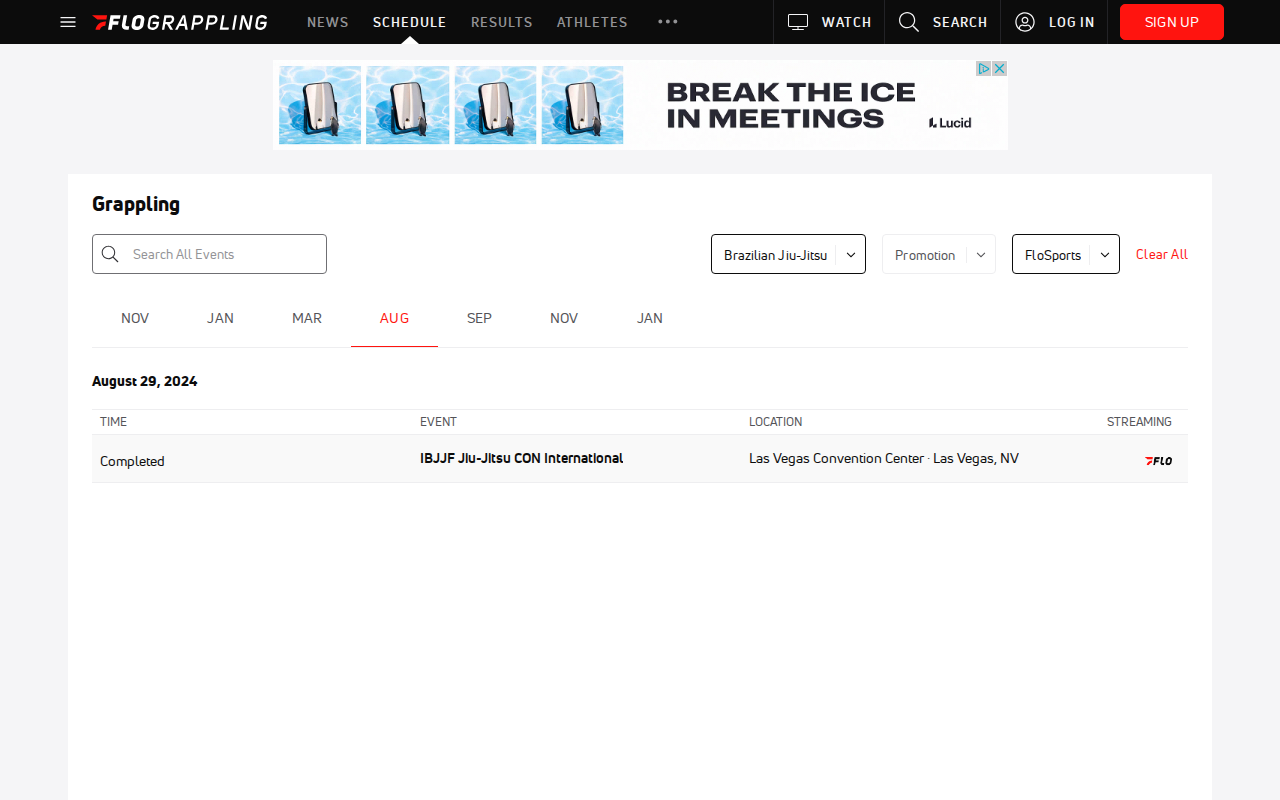 FLOGRAPPLING NEWS SCHEDULE RESULTS ATHLETES ••• WATCH SEARCH LOG IN SIGN UP
BREAK THE ICE
IN MEETINGS
Lucid
Grappling
Search All Events Brazilian Jiu-Jitsu Promotion FloSports Clear All
NOV JAN MAR AUG SEP NOV JAN
August 29, 2024
TIME EVENT LOCATION STREAMING
Completed IBJJF Jiu-Jitsu CON International Las Vegas Convention Center · Las Vegas, NV FLO